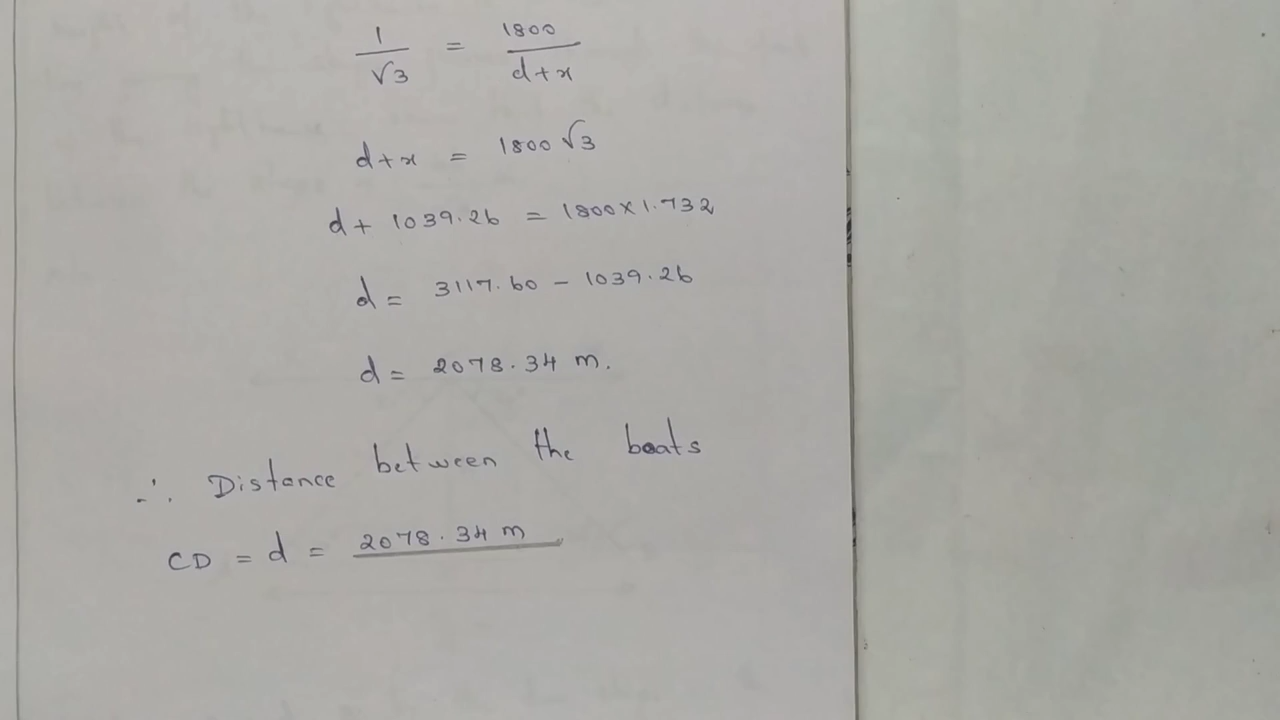 1/√3 = 1800/d+x
d+x = 1800√3
d+ 1039.26 = 1800×1.732
d = 3117.60 - 1039.26
d = 2078.34 m.
∴ Distance between the boats
CD = d = 2078.34 m